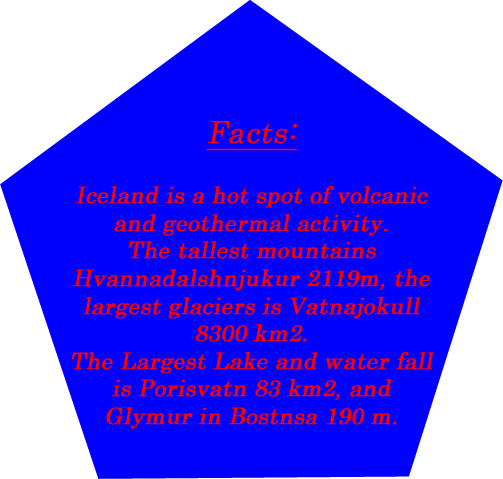 Facts:
Iceland is a hot spot of volcanic
and geothermal activity.
The tallest mountains
Hvannadalshnjukur 2119m, the
largest glaciers is Vatnajokull
8300 km2.
The Largest Lake and water fall
is Porisvatn 83 km2, and
Glymur in Bostnsa 190 m.